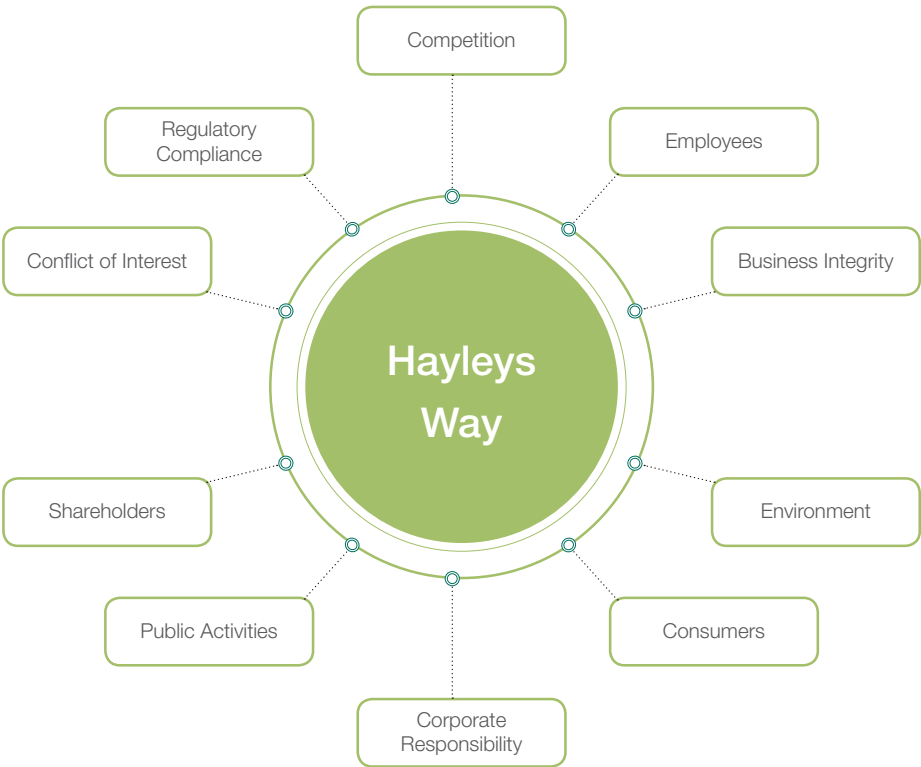 Competition
Regulatory
Compliance
Employees
Conflict of Interest
Business Integrity
Hayleys
Way
Shareholders
Environment
Public Activities
Consumers
Corporate
Responsibility